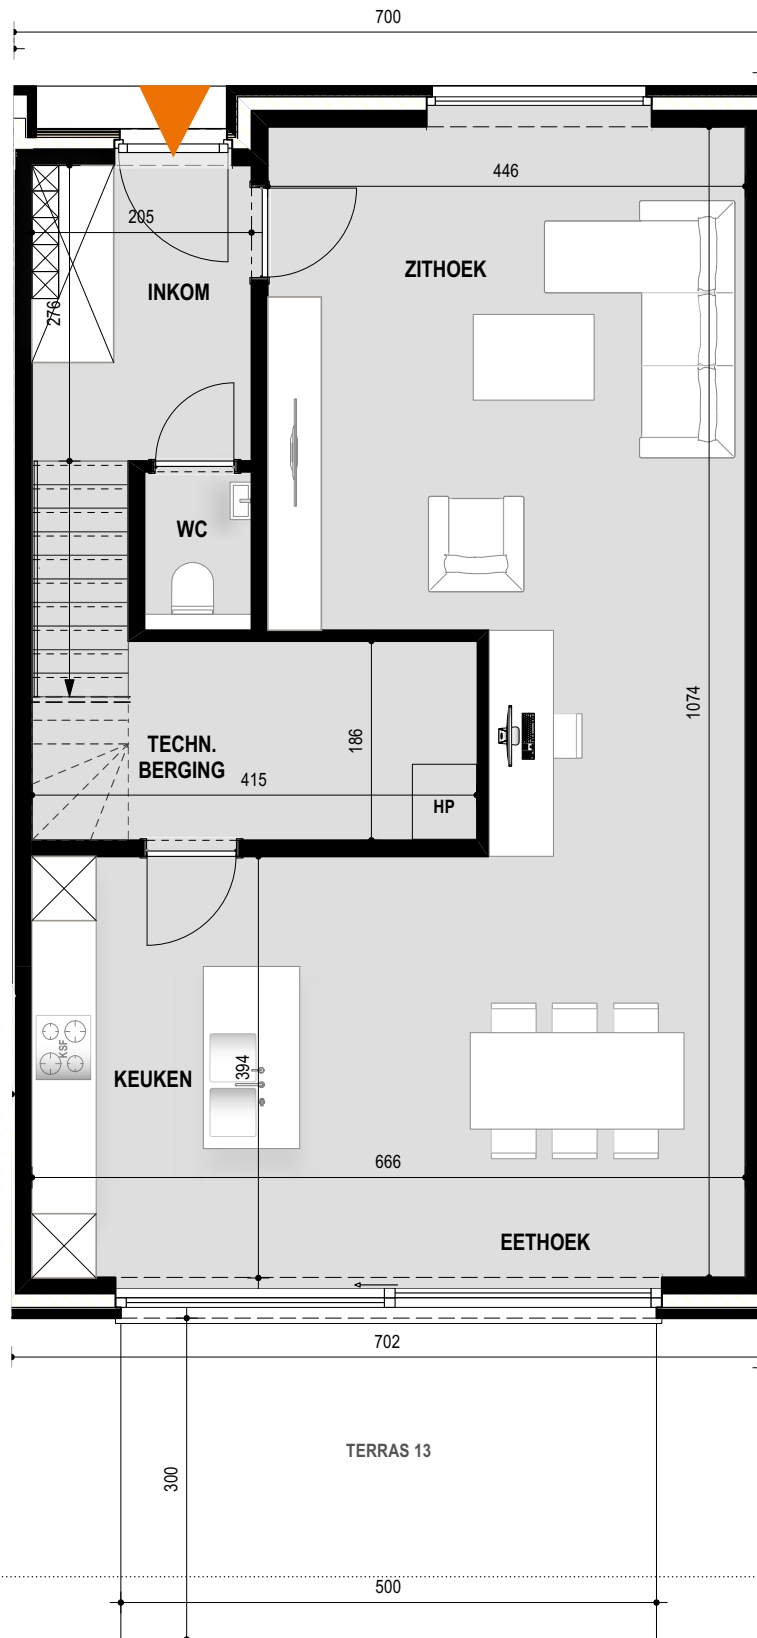 700
446
205
ZITHOEK
INKOM
276
WC
1074
186
TECHN.
BERGING
415
HP
KSF
394
KEUKEN
666
EETHOEK
702
TERRAS 13
300
500